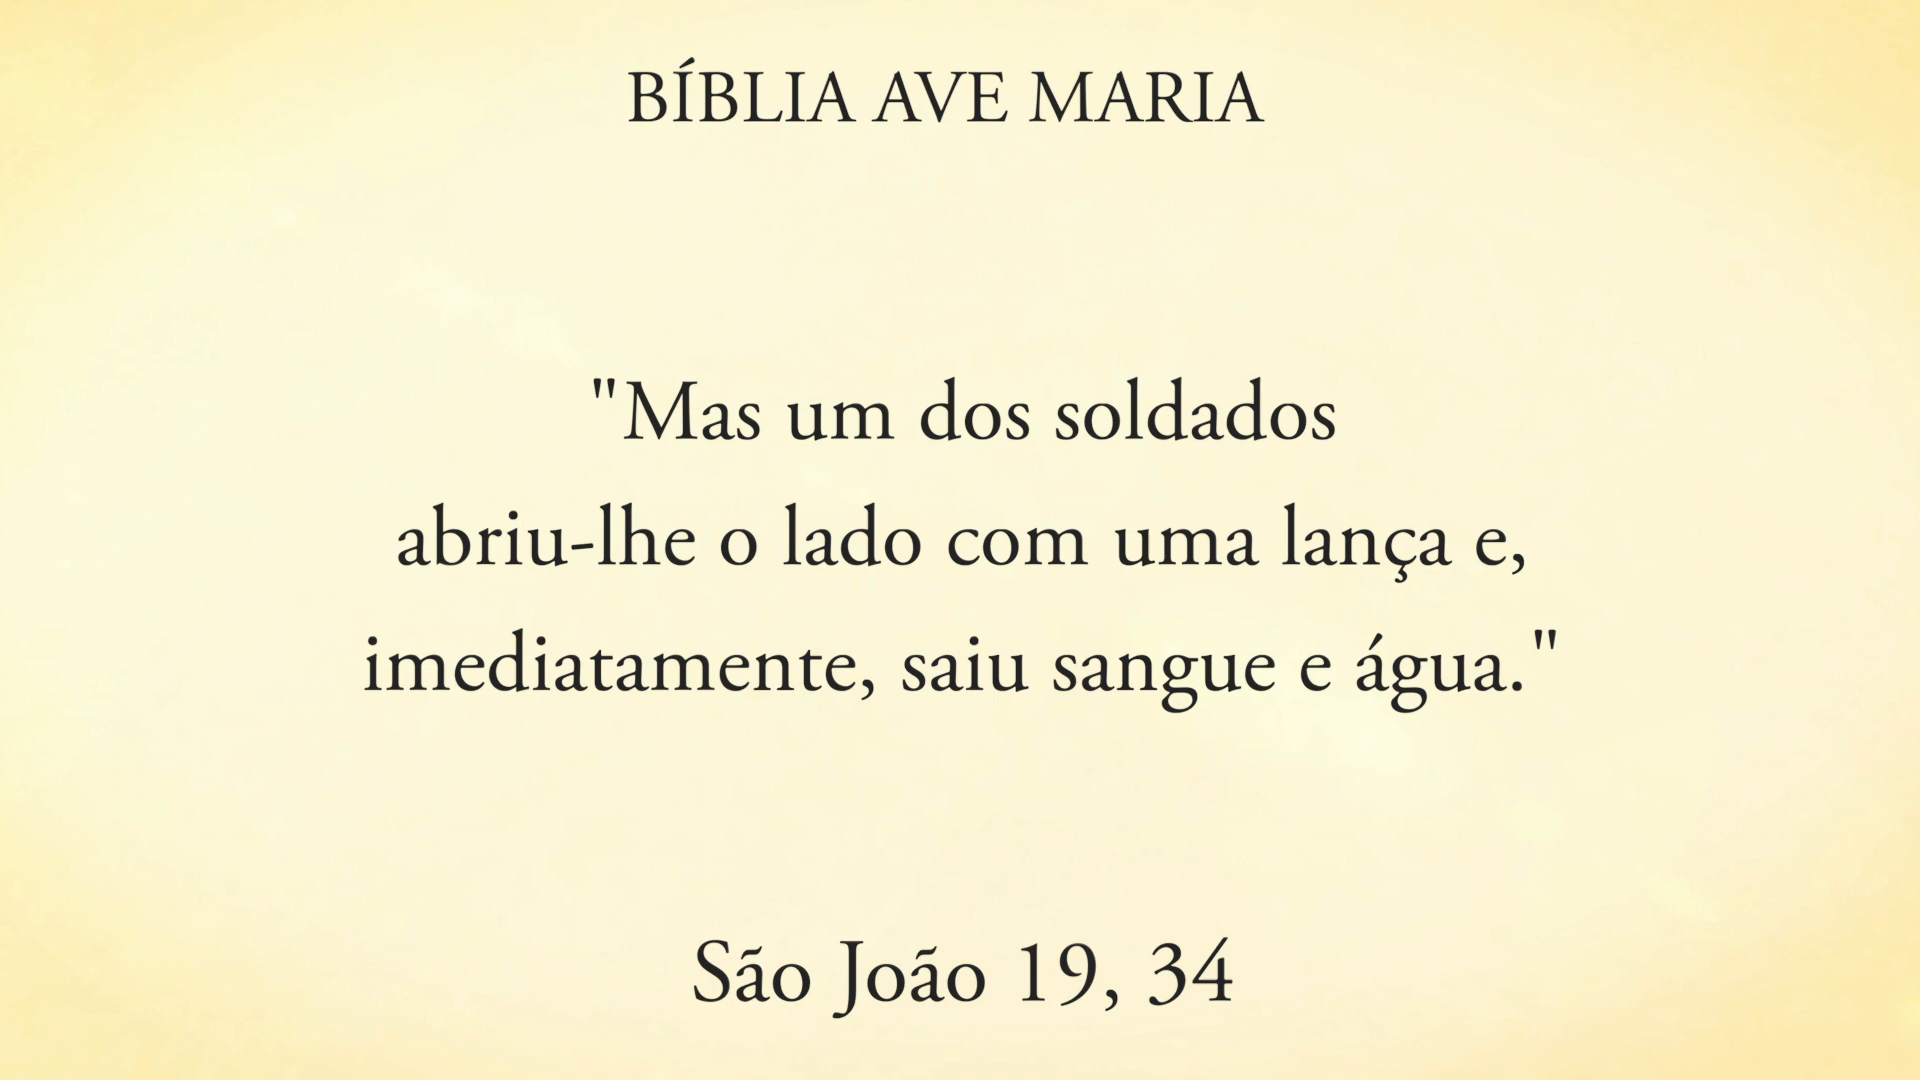 BÍBLIA AVE MARIA
"Mas um dos soldados
abriu-lhe o lado com uma lança e,
imediatamente, saiu sangue e água."
São João 19, 34